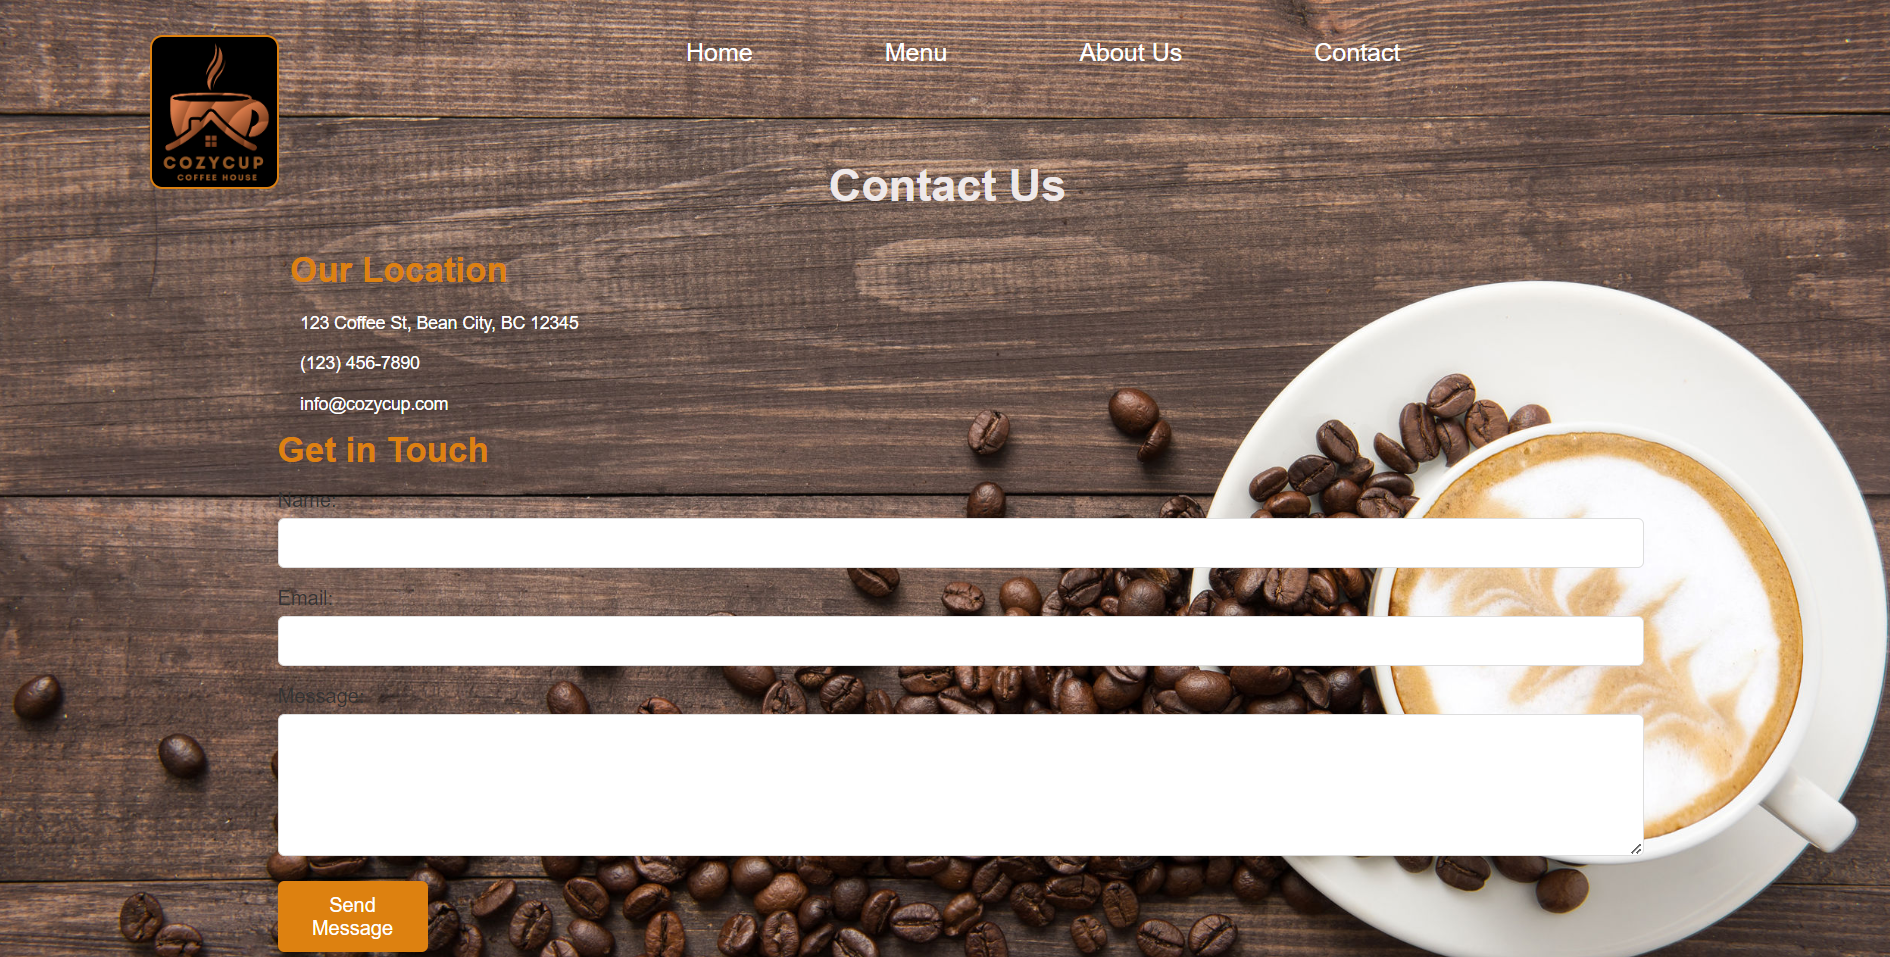 Home Menu About Us Contact
COZYCUP
COFFEE HOUSE
Contact Us
Our Location
123 Coffee St, Bean City, BC 12345
(123) 456-7890
info@cozycup.com
Get in Touch
Name:
Email:
Message:
Send
Message